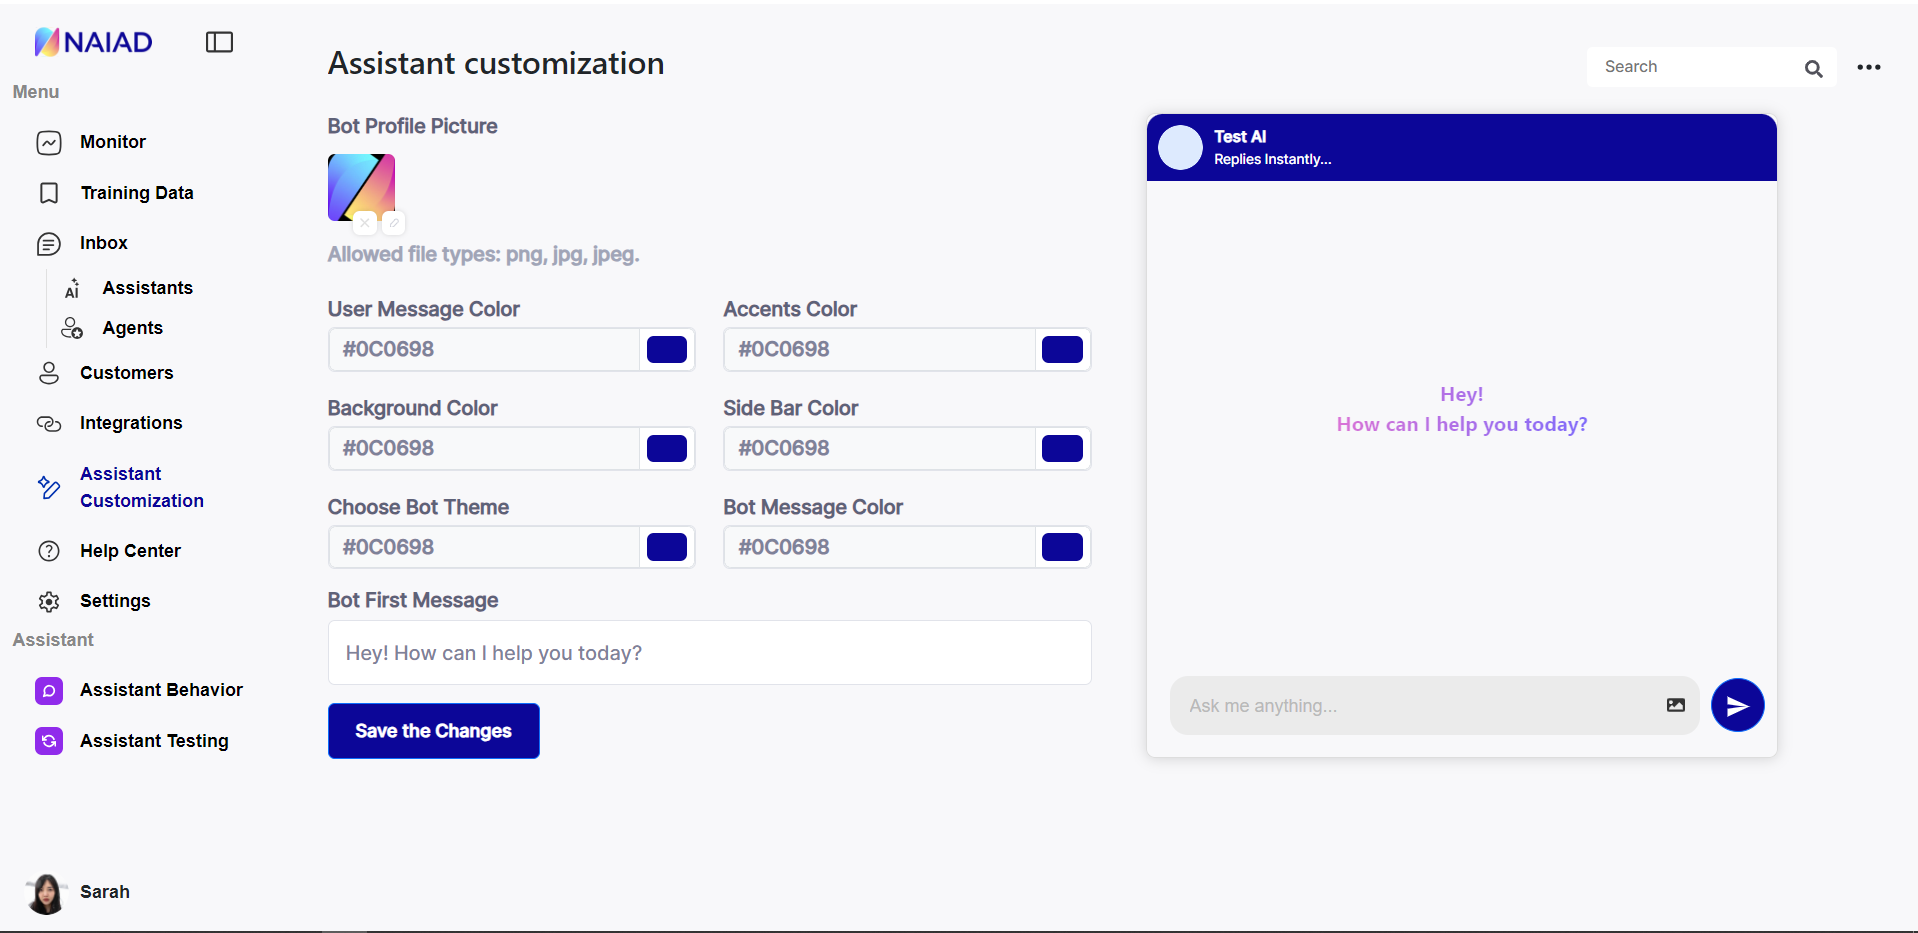 NAIAD
Menu
Monitor
Training Data
Inbox
AI
Assistants
Agents
Customers
Integrations
Assistant
Customization
Help Center
Settings
Assistant
Assistant Behavior
Assistant Testing
Sarah
Assistant customization
Search
Bot Profile Picture
Allowed file types: png, jpg, jpeg.
User Message Color
Accents Color
#0C0698
#0C0698
Background Color
Side Bar Color
#0C0698
#0C0698
Choose Bot Theme
Bot Message Color
#0C0698
#0C0698
Bot First Message
Hey! How can I help you today?
Save the Changes
Test AI
Replies Instantly...
Hey!
How can I help you today?
Ask me anything...